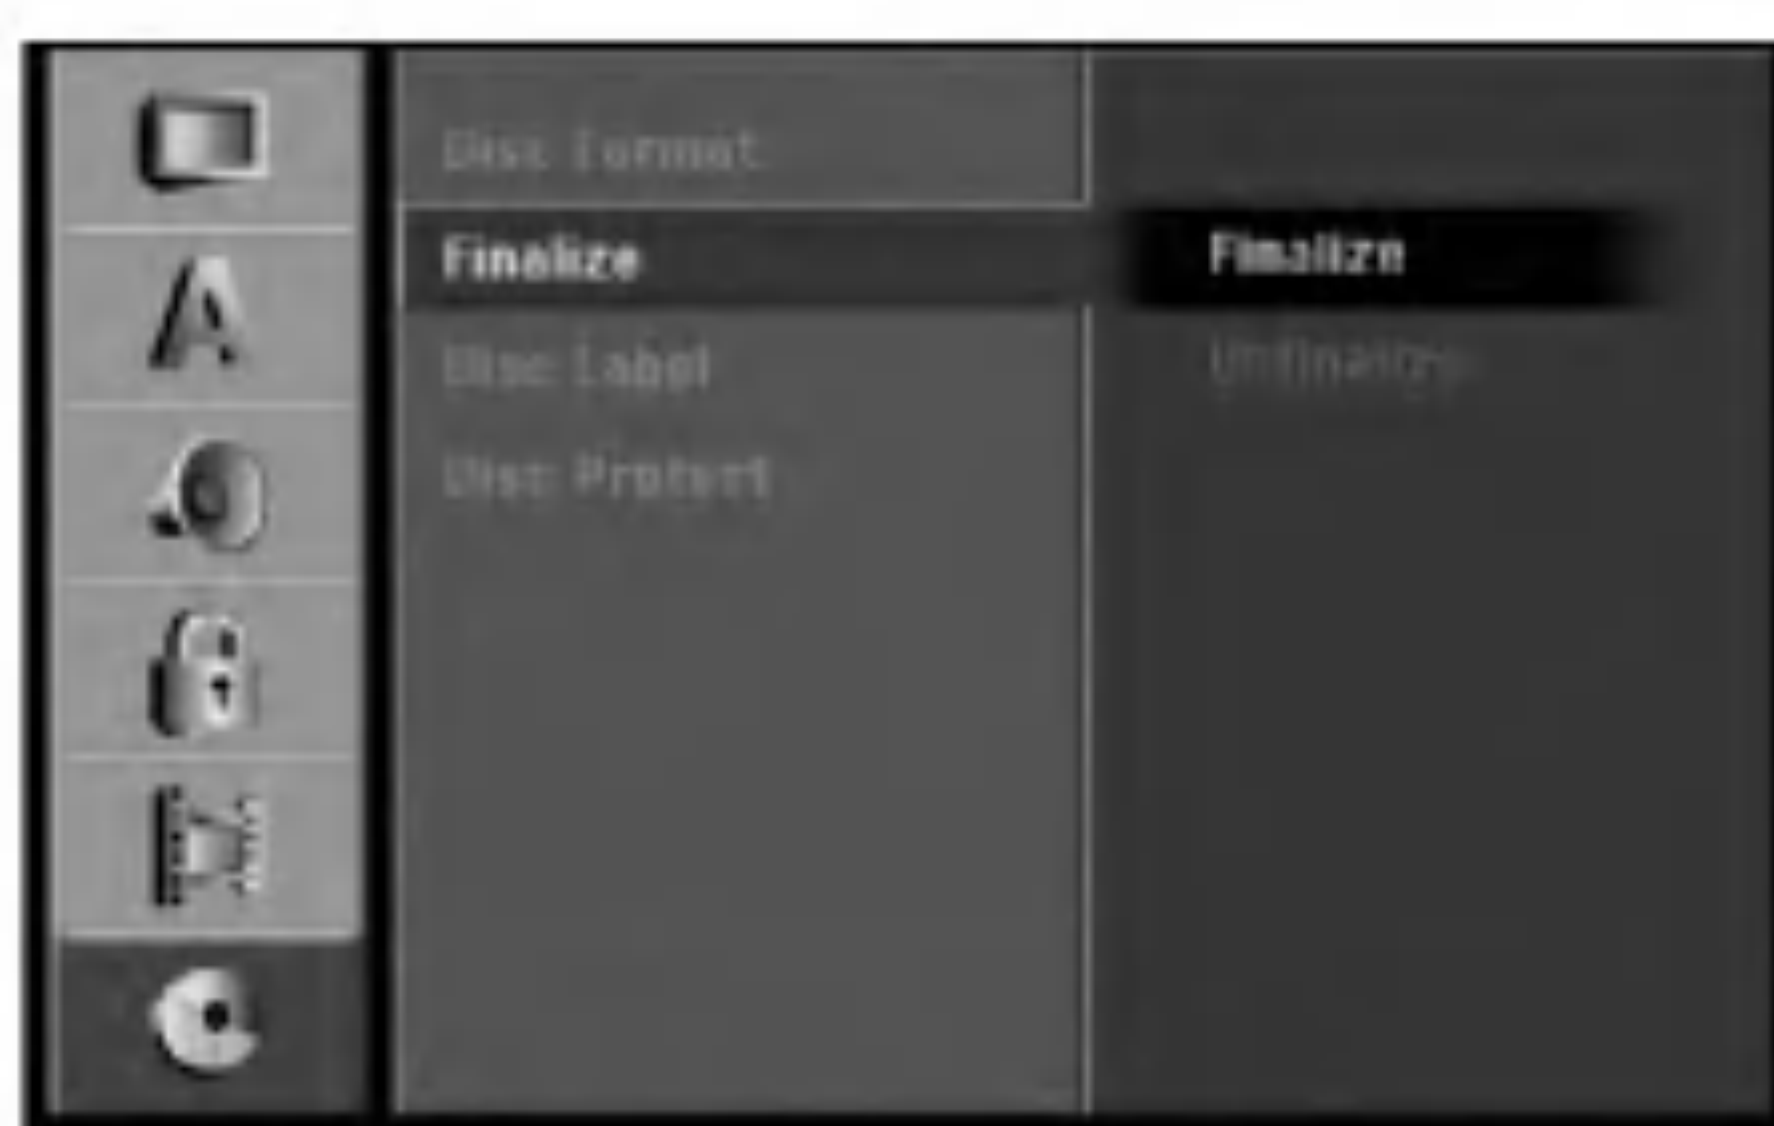 Disc Format
Finalize
Finalize
Disc Label
Unfinalize
Disc Protect